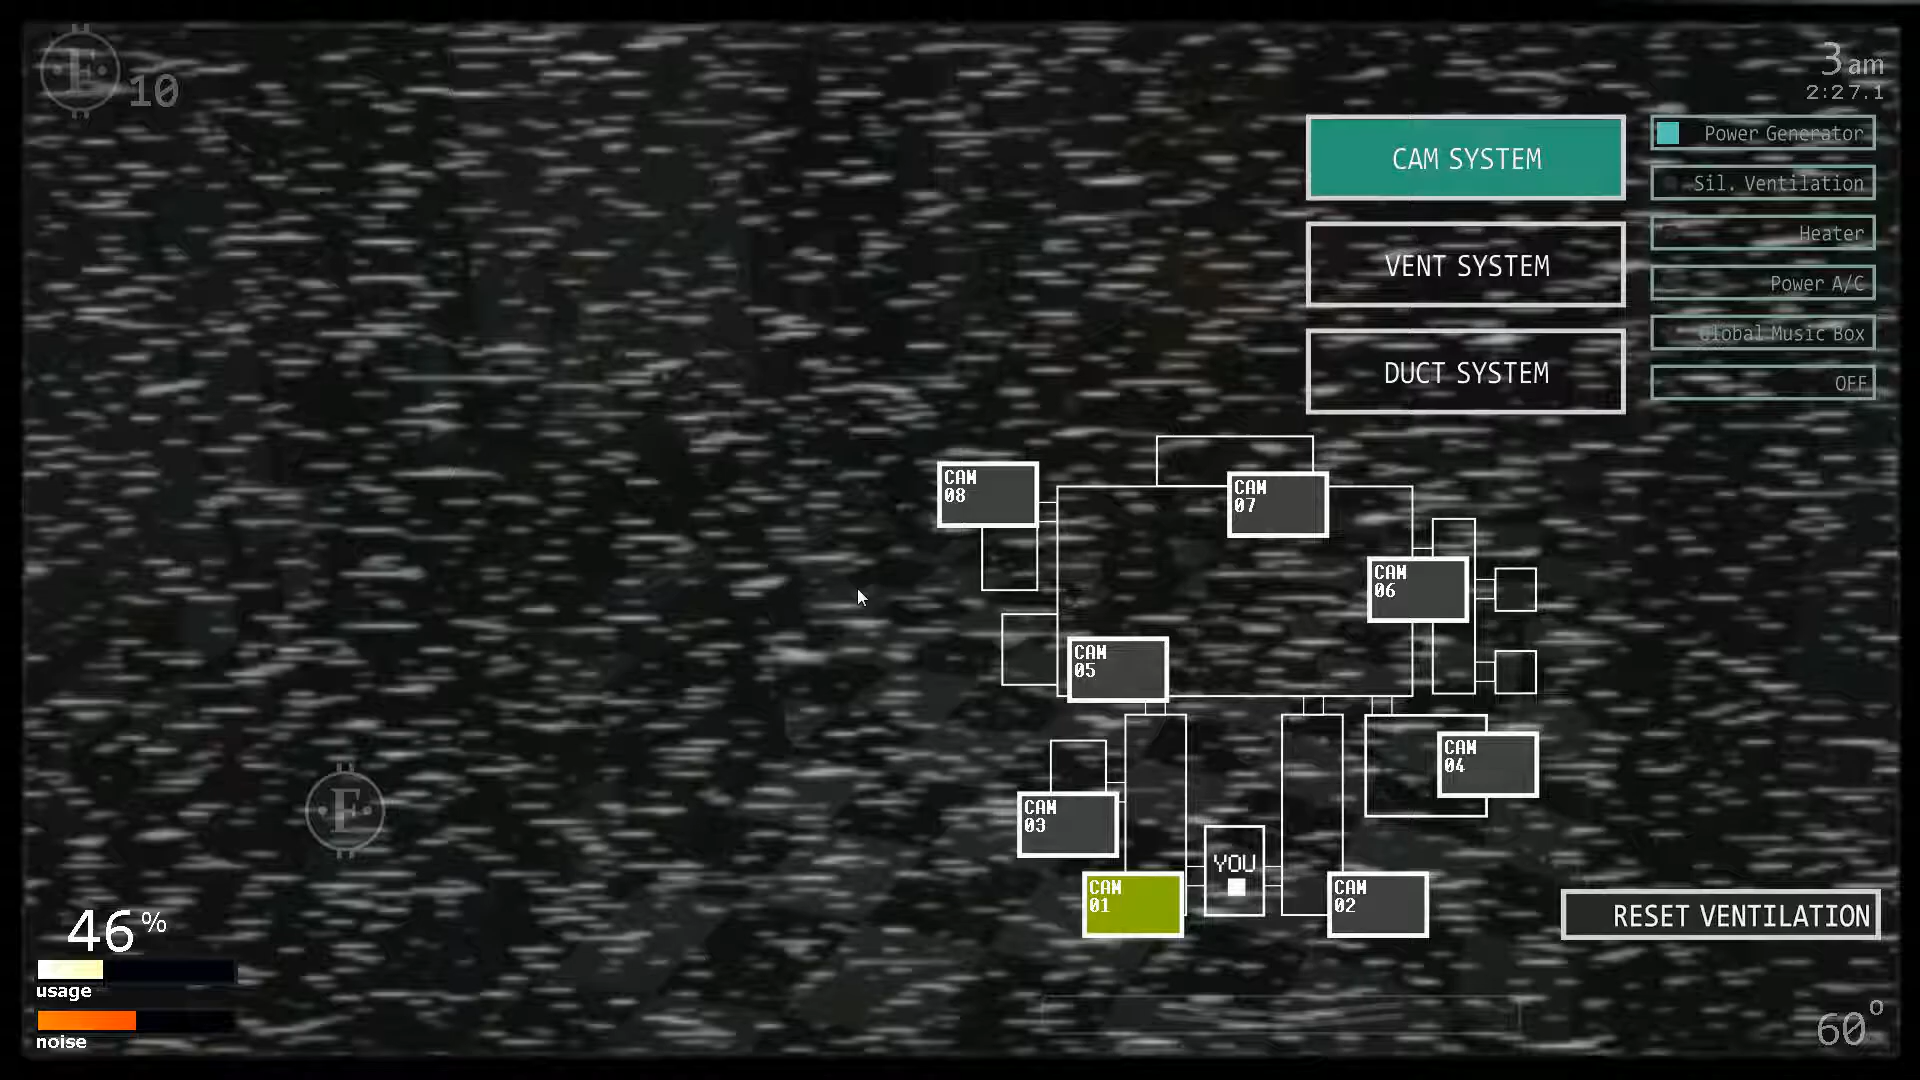 E
10
3 am
2:27.1
CAM SYSTEM
Power Generator
Sil. Ventilation
VENT SYSTEM
Heater
Power A/C
Global Music Box
DUCT SYSTEM
OFF
CAM
08
CAM
07
CAM
06
CAM
05
CAM
04
CAM
03
E
YOU
CAM
01
CAM
02
RESET VENTILATION
46 %
usage
noise
60°